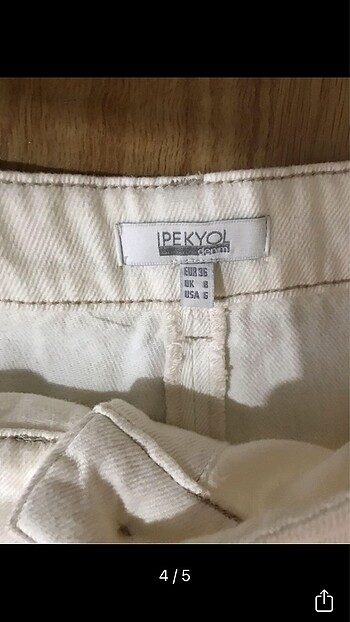 IPEKYOL
denim
EUR 36
UK 8
USA 6
4/5